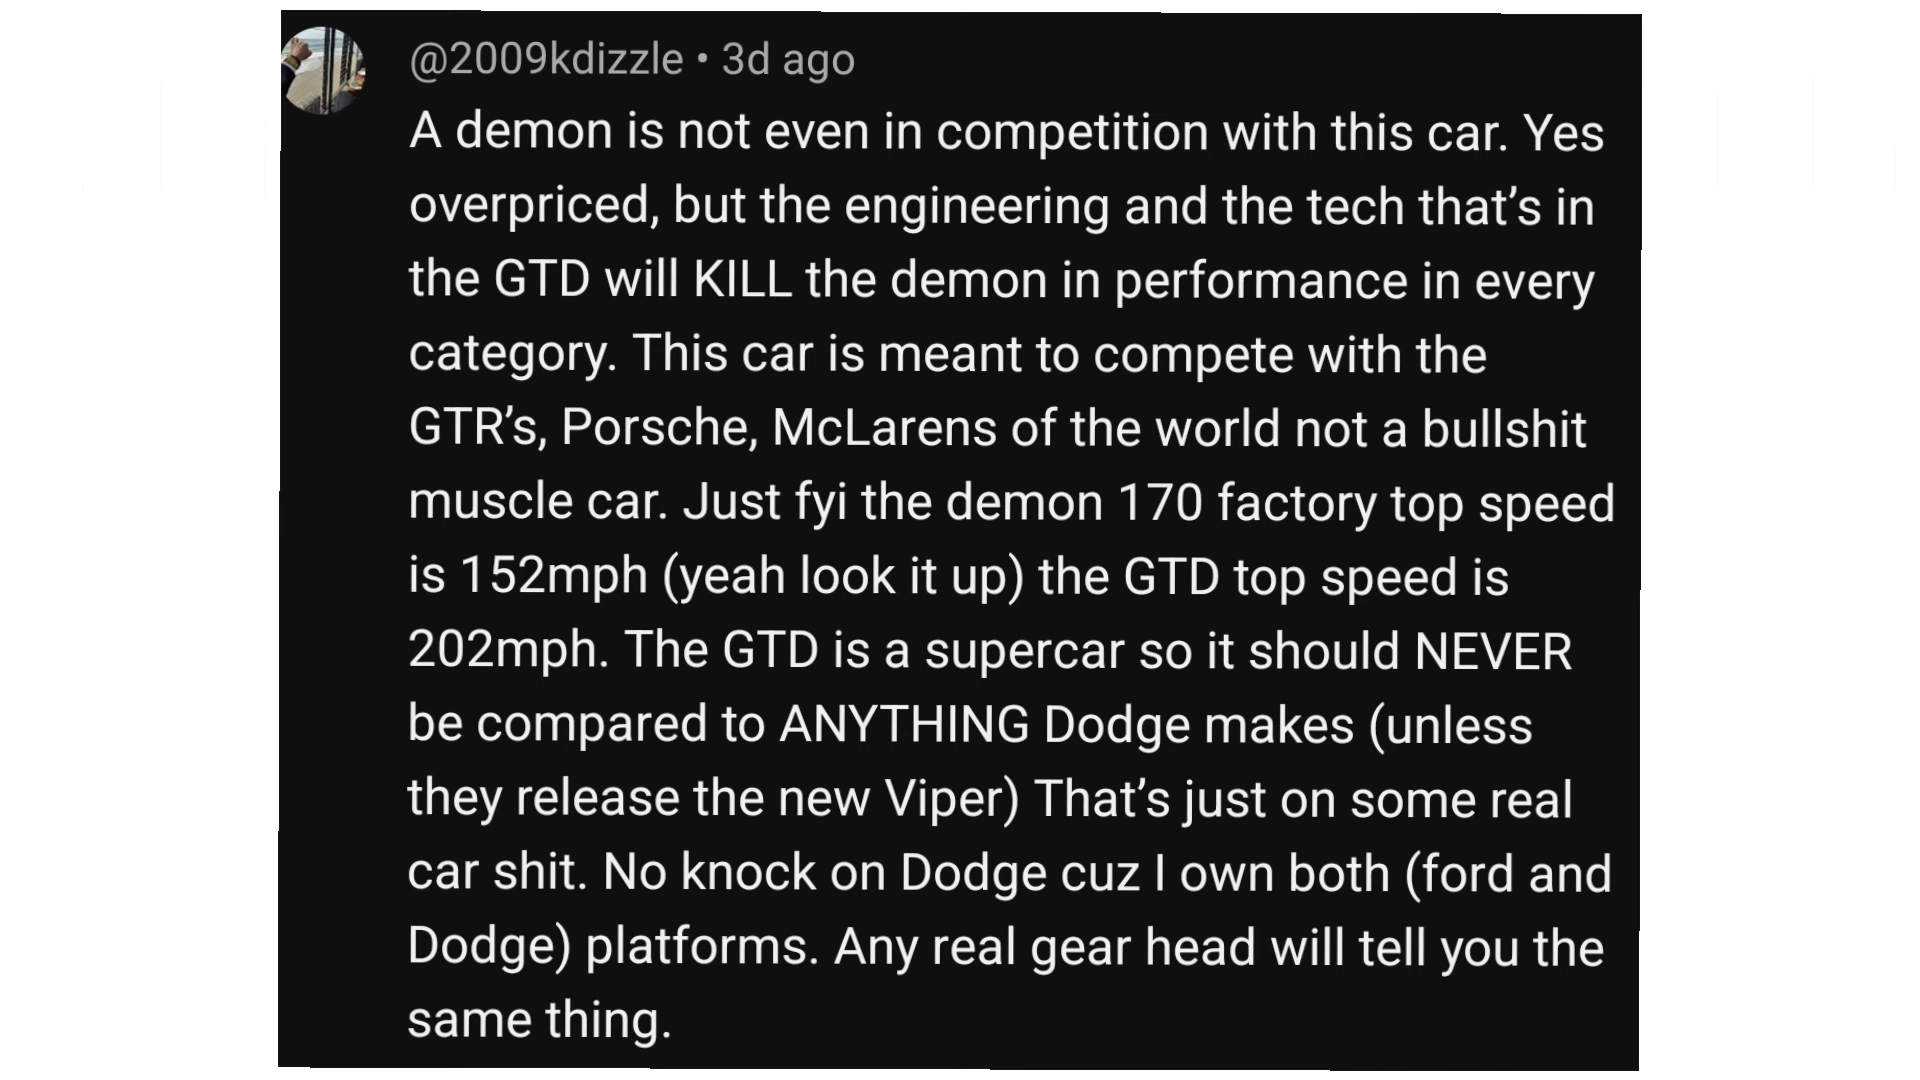 @2009kdizzle • 3d ago
A demon is not even in competition with this car. Yes
overpriced, but the engineering and the tech that’s in
the GTD will KILL the demon in performance in every
category. This car is meant to compete with the
GTR’s, Porsche, McLarens of the world not a bullshit
muscle car. Just fyi the demon 170 factory top speed
is 152mph (yeah look it up) the GTD top speed is
202mph. The GTD is a supercar so it should NEVER
be compared to ANYTHING Dodge makes (unless
they release the new Viper) That’s just on some real
car shit. No knock on Dodge cuz I own both (ford and
Dodge) platforms. Any real gear head will tell you the
same thing.